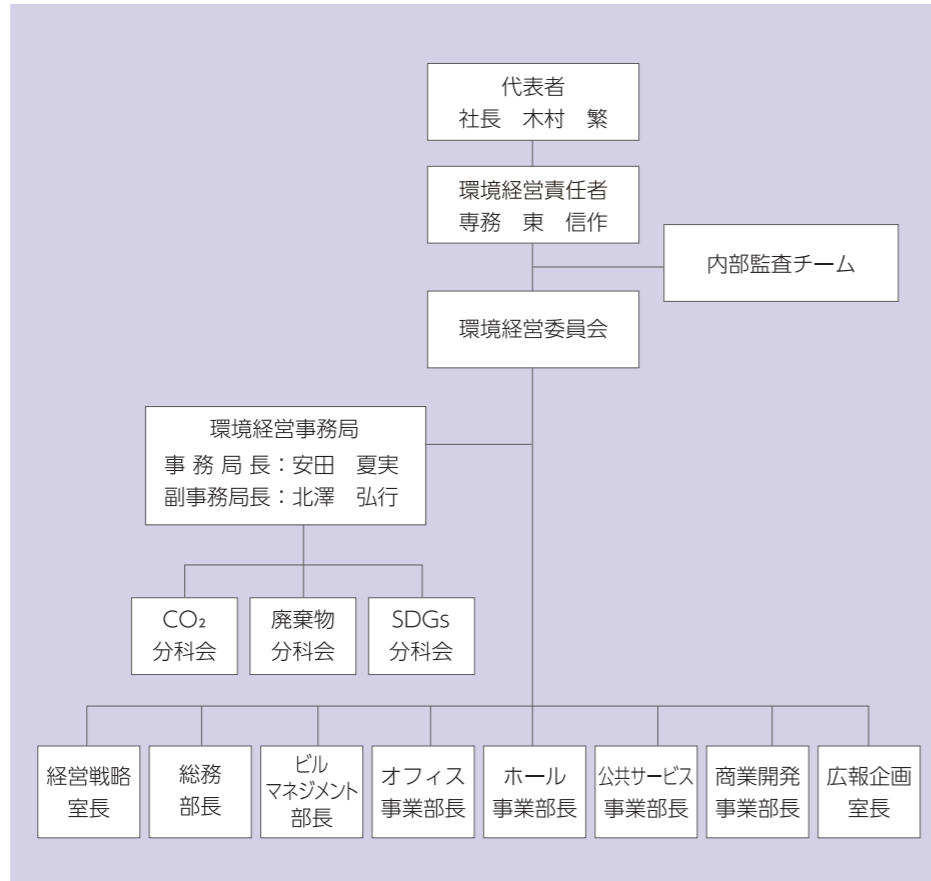 代表者
社長　木村　繁
環境経営責任者
専務　東　信作
内部監査チーム
環境経営委員会
環境経営事務局
事 務 局 長：安田　夏実
副事務局長：北澤　弘行
CO₂
分科会
廃棄物
分科会
SDGs
分科会
経営戦略
室長
総務
部長
ビル
マネジメント
部長
オフィス
事業部長
ホール
事業部長
公共サービス
事業部長
商業開発
事業部長
広報企画
室長